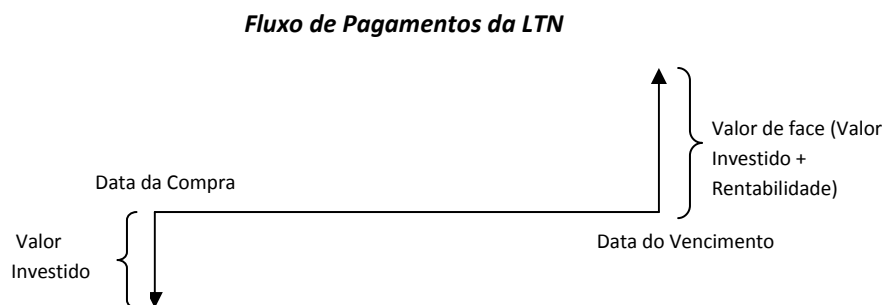 Fluxo de Pagamentos da LTN
Valor de face (Valor
Investido +
Rentabilidade)
Data da Compra
Valor
Investido
Data do Vencimento